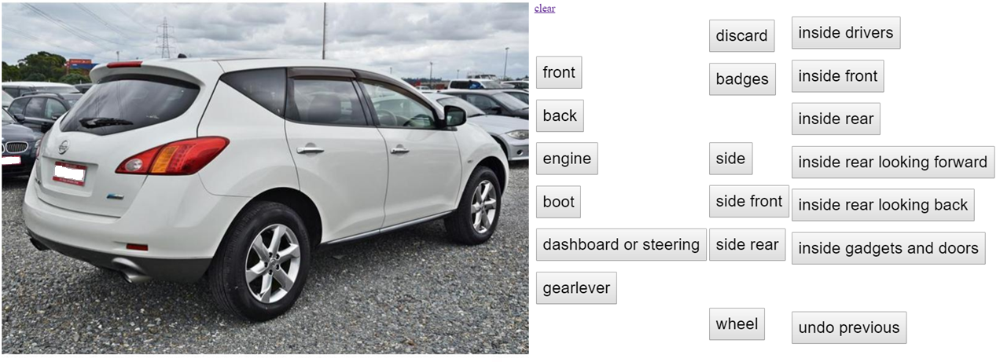 clear
discard
inside drivers
front
badges
inside front
back
inside rear
engine
side
inside rear looking forward
boot
side front
inside rear looking back
dashboard or steering
side rear
inside gadgets and doors
gearlever
wheel
undo previous